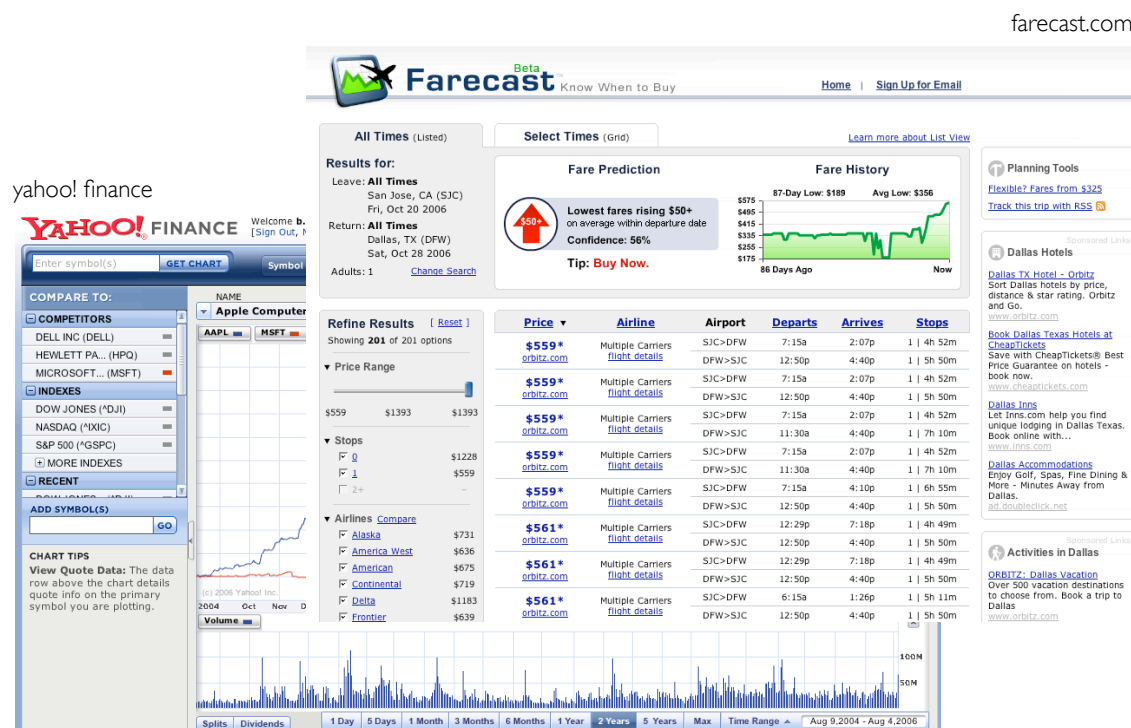 farecast.com
yahoo! finance
Beta
Farecast™ Know When to Buy
Home | Sign Up for Email
All Times (Listed)
Select Times (Grid)
Learn more about List View
Results for:
Leave: All Times
San Jose, CA (SJC)
Fri, Oct 20 2006
Return: All Times
Dallas, TX (DFW)
Sat, Oct 28 2006
Adults: 1 Change Search
Fare Prediction
$50+
Lowest fares rising $50+
on average within departure date
Confidence: 56%
Tip: Buy Now.
Fare History
87-Day Low: $189 Avg Low: $356
$575
$495
$415
$335
$255
$175
86 Days Ago Now
Planning Tools
Flexible? Fares from $325
Track this trip with RSS
Sponsored Links
Dallas Hotels
Dallas TX Hotel - Orbitz
Sort Dallas hotels by price,
distance & star rating. Orbitz
and Go.
www.orbitz.com
Book Dallas Texas Hotels at
CheapTickets
Save with CheapTickets® Best
Price Guarantee on hotels -
book now.
www.cheaptickets.com
Dallas Inns
Let Inns.com help you find
unique lodging in Dallas Texas.
Book online with...
www.inns.com
Dallas Accommodations
Enjoy Golf, Spas, Fine Dining &
More - Minutes Away from
Dallas.
ad.doubleclick.net
Sponsored Links
Activities in Dallas
ORBITZ: Dallas Vacation
Over 500 vacation destinations
to choose from. Book a trip to
Dallas
www.orbitz.com
Refine Results [ Reset ]
Showing 201 of 201 options
Price Range
$559 $1393 $1393
Stops
0 $1228
1 $559
2+ –
Airlines Compare
Alaska $731
America West $636
American $675
Continental $719
Delta $1183
Frontier $639
Price ▼ Airline Airport Departs Arrives Stops
$559* Multiple Carriers SJC>DFW 7:15a 2:07p 1 | 4h 52m
orbitz.com flight details DFW>SJC 12:50p 4:40p 1 | 5h 50m
$559* Multiple Carriers SJC>DFW 7:15a 2:07p 1 | 4h 52m
orbitz.com flight details DFW>SJC 12:50p 4:40p 1 | 5h 50m
$559* Multiple Carriers SJC>DFW 7:15a 2:07p 1 | 4h 52m
orbitz.com flight details DFW>SJC 11:30a 4:40p 1 | 7h 10m
$559* Multiple Carriers SJC>DFW 7:15a 2:07p 1 | 4h 52m
orbitz.com flight details DFW>SJC 11:30a 4:40p 1 | 7h 10m
$559* Multiple Carriers SJC>DFW 7:15a 4:10p 1 | 6h 55m
orbitz.com flight details DFW>SJC 12:50p 4:40p 1 | 5h 50m
$561* Multiple Carriers SJC>DFW 12:29p 7:18p 1 | 4h 49m
orbitz.com flight details DFW>SJC 12:50p 4:40p 1 | 5h 50m
$561* Multiple Carriers SJC>DFW 12:29p 7:18p 1 | 4h 49m
orbitz.com flight details DFW>SJC 12:50p 4:40p 1 | 5h 50m
$561* Multiple Carriers SJC>DFW 6:15a 1:26p 1 | 5h 11m
orbitz.com flight details DFW>SJC 12:50p 4:40p 1 | 5h 50m
YAHOO! FINANCE
Welcome b.
[Sign Out,
Enter symbol(s) GET CHART Symbol
COMPARE TO:
COMPETITORS
DELL INC (DELL)
HEWLETT PA... (HPQ)
MICROSOFT... (MSFT)
INDEXES
DOW JONES (^DJI)
NASDAQ (^IXIC)
S&P 500 (^GSPC)
MORE INDEXES
RECENT
ADD SYMBOL(S)
GO
CHART TIPS
View Quote Data: The data
row above the chart details
quote info on the primary
symbol you are plotting.
NAME
Apple Computer
AAPL MSFT
(c) 2006 Yahoo! Inc.
2004 Oct Nov D
Volume
100M
50M
Splits Dividends
1 Day 5 Days 1 Month 3 Months 6 Months 1 Year 2 Years 5 Years Max Time Range Aug 9,2004 - Aug 4,2006